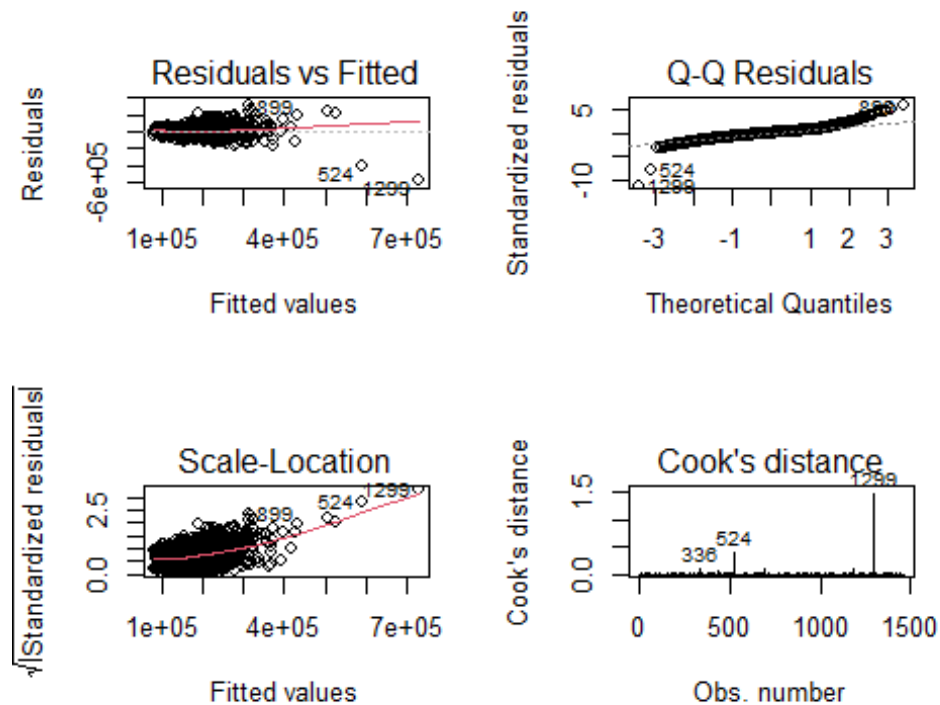 Residuals vs Fitted
Residuals
-6e+05
899
524
1299
1e+05 4e+05 7e+05
Fitted values
Q-Q Residuals
Standardized residuals
5
-10
899
524
1299
-3 -1 1 2 3
Theoretical Quantiles
Scale-Location
√|Standardized residuals|
2.5
0.0
899
524
1299
1e+05 4e+05 7e+05
Fitted values
Cook's distance
Cook's distance
1.5
0.0
336
524
1299
0 500 1000 1500
Obs. number